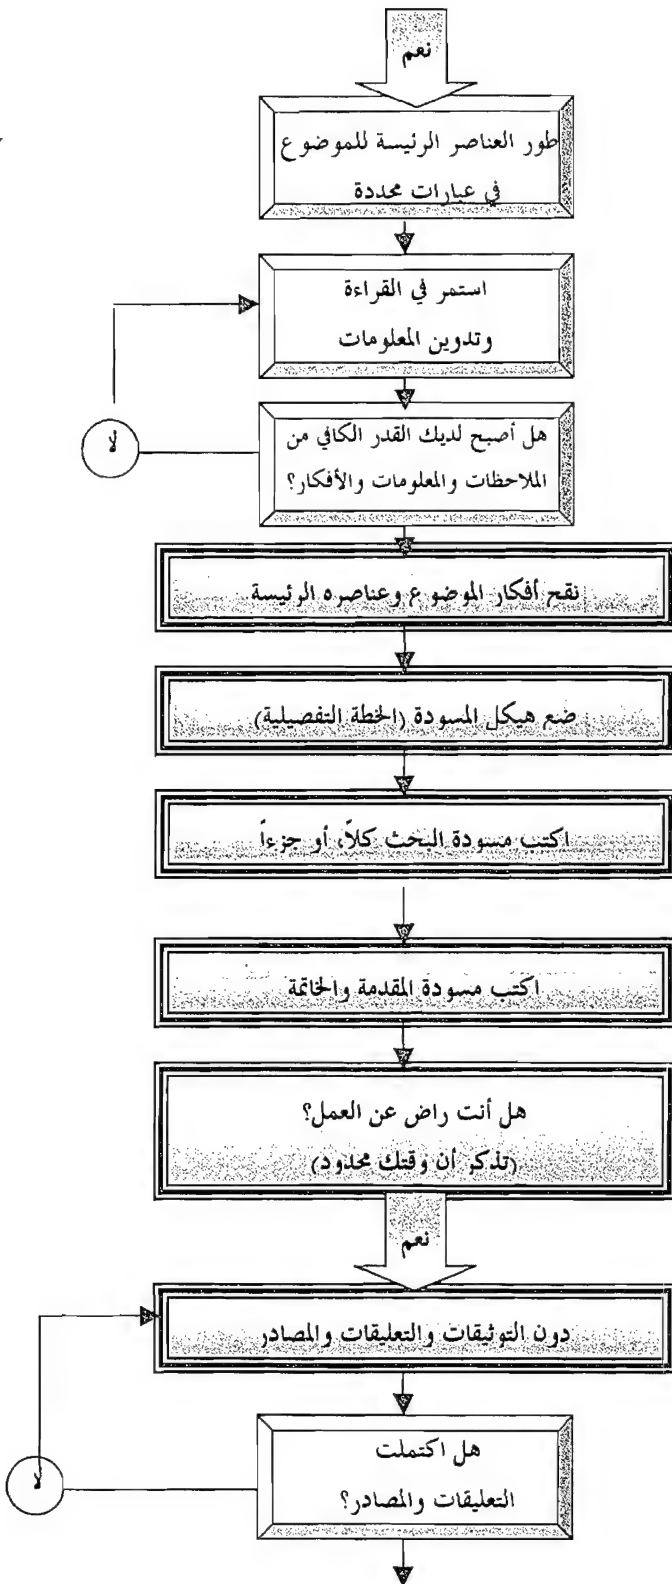 نعم
طور العناصر الرئيسة للموضوع
في عبارات محددة
استمر في القراءة
وتدوين المعلومات
هل أصبح لديك القدر الكافي من
الملاحظات والمعلومات والأفكار؟
لا
نقح أفكار الموضوع وعناصره الرئيسة
ضع هيكل المسودة (الخطة التفصيلية)
اكتب مسودة البحث كلاً، أو جزءاً
اكتب مسودة المقدمة والخاتمة
هل أنت راض عن العمل؟
(تذكر أن وقتك محدود)
نعم
دون التوثيقات والتعليقات والمصادر
هل اكتملت
التعليقات والمصادر؟
لا